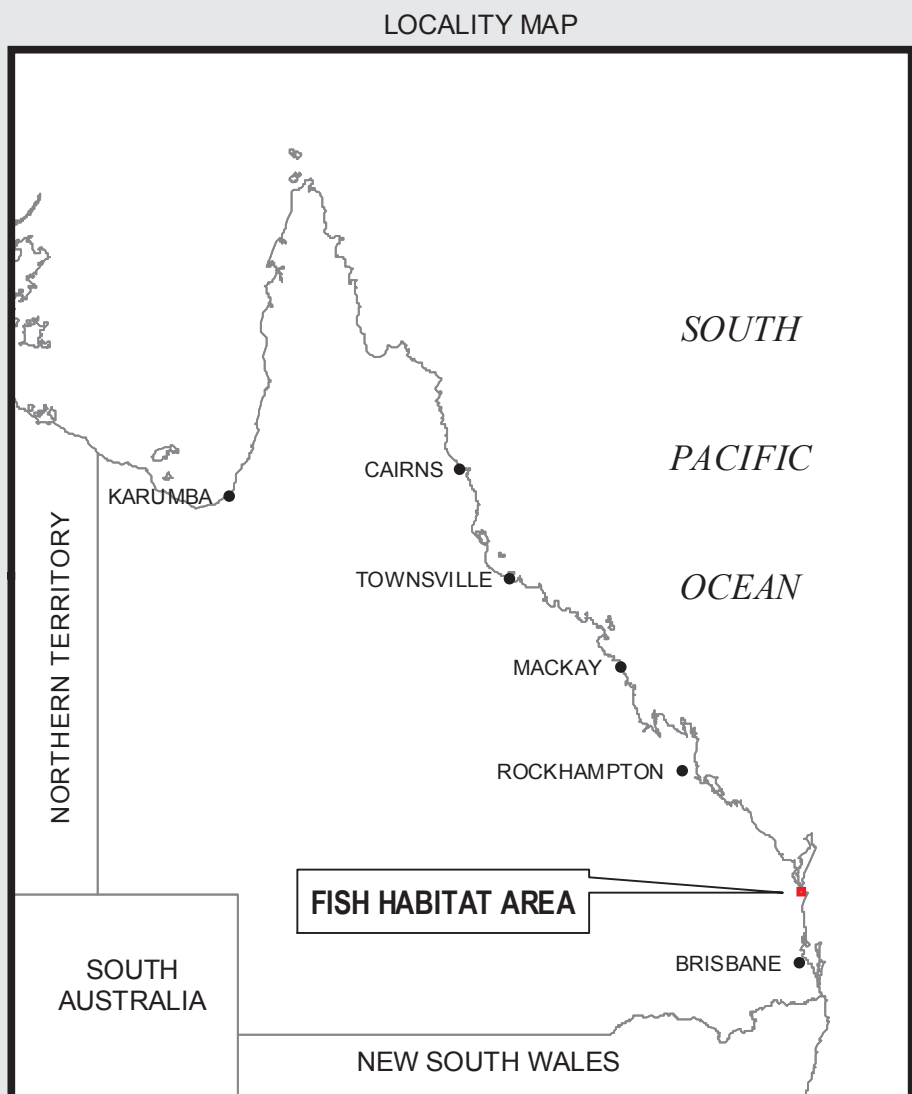 LOCALITY MAP
SOUTH
PACIFIC
OCEAN
CAIRNS
KARUMBA
TOWNSVILLE
MACKAY
ROCKHAMPTON
NORTHERN TERRITORY
FISH HABITAT AREA
BRISBANE
SOUTH
AUSTRALIA
NEW SOUTH WALES